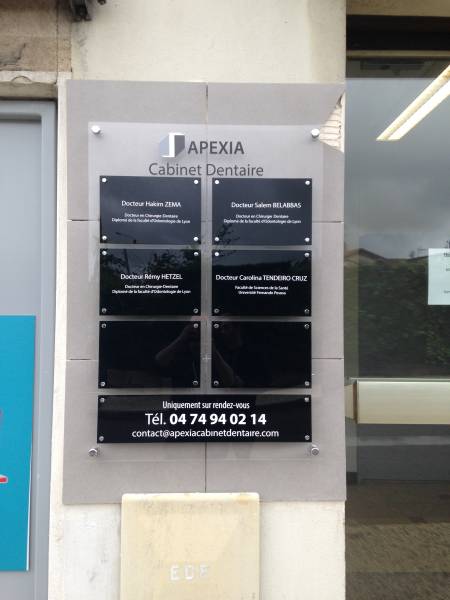 APEXIA
Cabinet Dentaire
Docteur Hakim ZEMA
Docteur en Chirurgie-Dentaire
Diplomé de la faculté d'Odontologie de Lyon
Docteur Salem BELABBAS
Docteur en Chirurgie-Dentaire
Diplomé de la faculté d'Odontologie de Lyon
Docteur Rémy HETZEL
Docteur en Chirurgie-Dentaire
Diplomé de la faculté d'Odontologie de Lyon
Docteur Carolina TENDEIRO CRUZ
Faculté de Sciences de la Santé
Université Fernando Pessoa
Uniquement sur rendez-vous
Tél. 04 74 94 02 14
contact@apexiacabinetdentaire.com
EDF